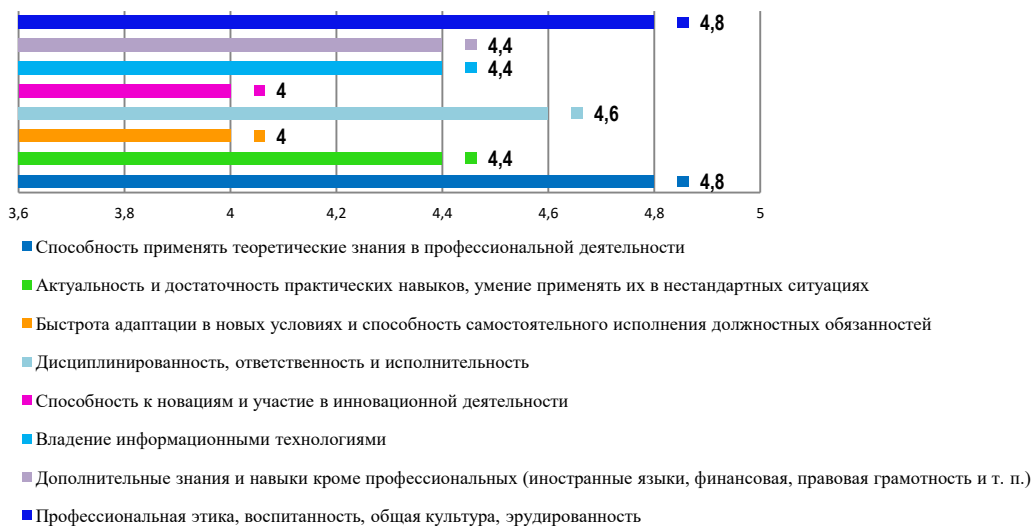 4,8
4,4
4,4
4
4,6
4
4,4
4,8
3,6 3,8 4 4,2 4,4 4,6 4,8 5
Способность применять теоретические знания в профессиональной деятельности
Актуальность и достаточность практических навыков, умение применять их в нестандартных ситуациях
Быстрота адаптации в новых условиях и способность самостоятельного исполнения должностных обязанностей
Дисциплинированность, ответственность и исполнительность
Способность к новациям и участие в инновационной деятельности
Владение информационными технологиями
Дополнительные знания и навыки кроме профессиональных (иностранные языки, финансовая, правовая грамотность и т. п.)
Профессиональная этика, воспитанность, общая культура, эрудированность